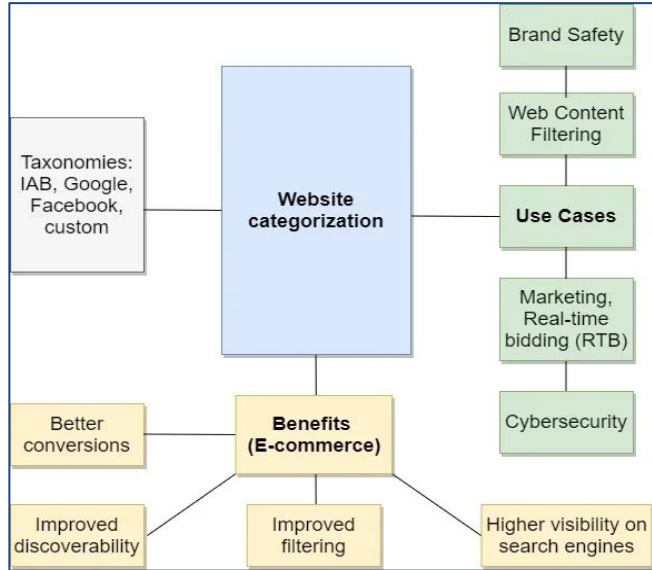 Brand Safety
Web Content
Filtering
Taxonomies:
IAB, Google,
Facebook,
custom
Website
categorization
Use Cases
Marketing,
Real-time
bidding (RTB)
Cybersecurity
Better
conversions
Benefits
(E-commerce)
Improved
discoverability
Improved
filtering
Higher visibility on
search engines